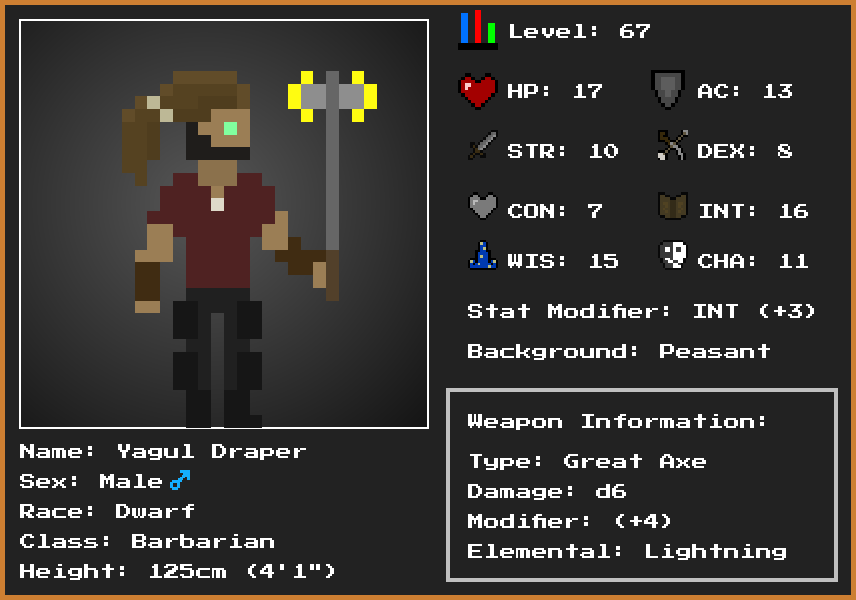 Level: 67
HP: 17 AC: 13
STR: 10 DEX: 8
CON: 7 INT: 16
WIS: 15 CHA: 11
Stat Modifier: INT (+3)
Background: Peasant
Weapon Information:
Type: Great Axe
Damage: d6
Modifier: (+4)
Elemental: Lightning
Name: Yagul Draper
Sex: Male♂
Race: Dwarf
Class: Barbarian
Height: 125cm (4'1")